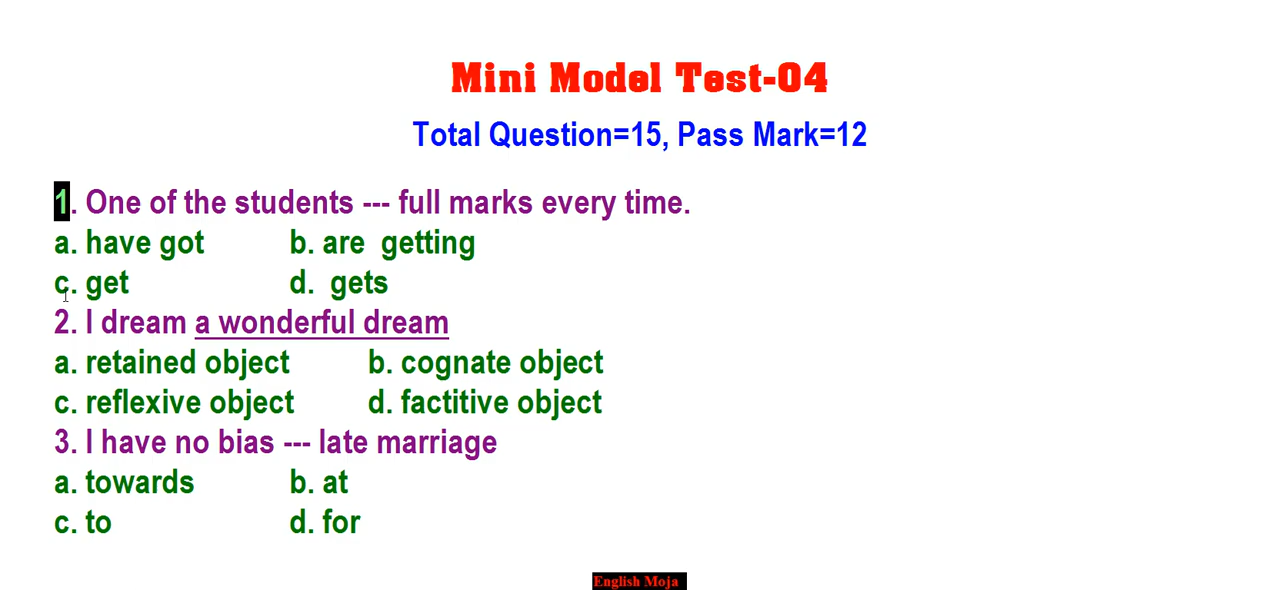 Mini Model Test-04
Total Question=15, Pass Mark=12
1. One of the students --- full marks every time.
a. have got b. are getting
c. get d. gets
2. I dream a wonderful dream
a. retained object b. cognate object
c. reflexive object d. factitive object
3. I have no bias --- late marriage
a. towards b. at
c. to d. for
English Moja